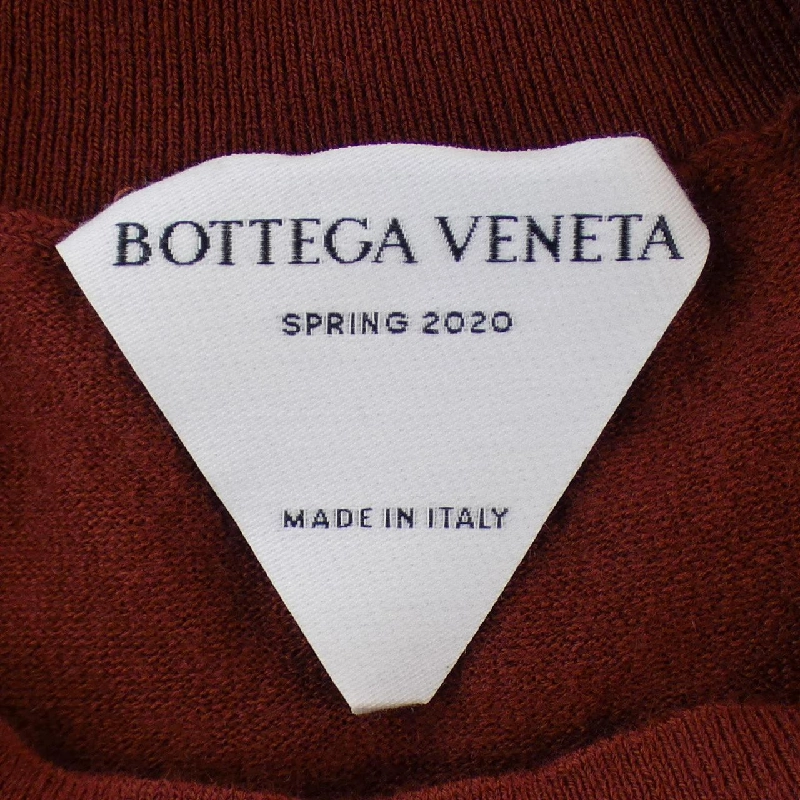 BOTTEGA VENETA
SPRING 2020
MADE IN ITALY